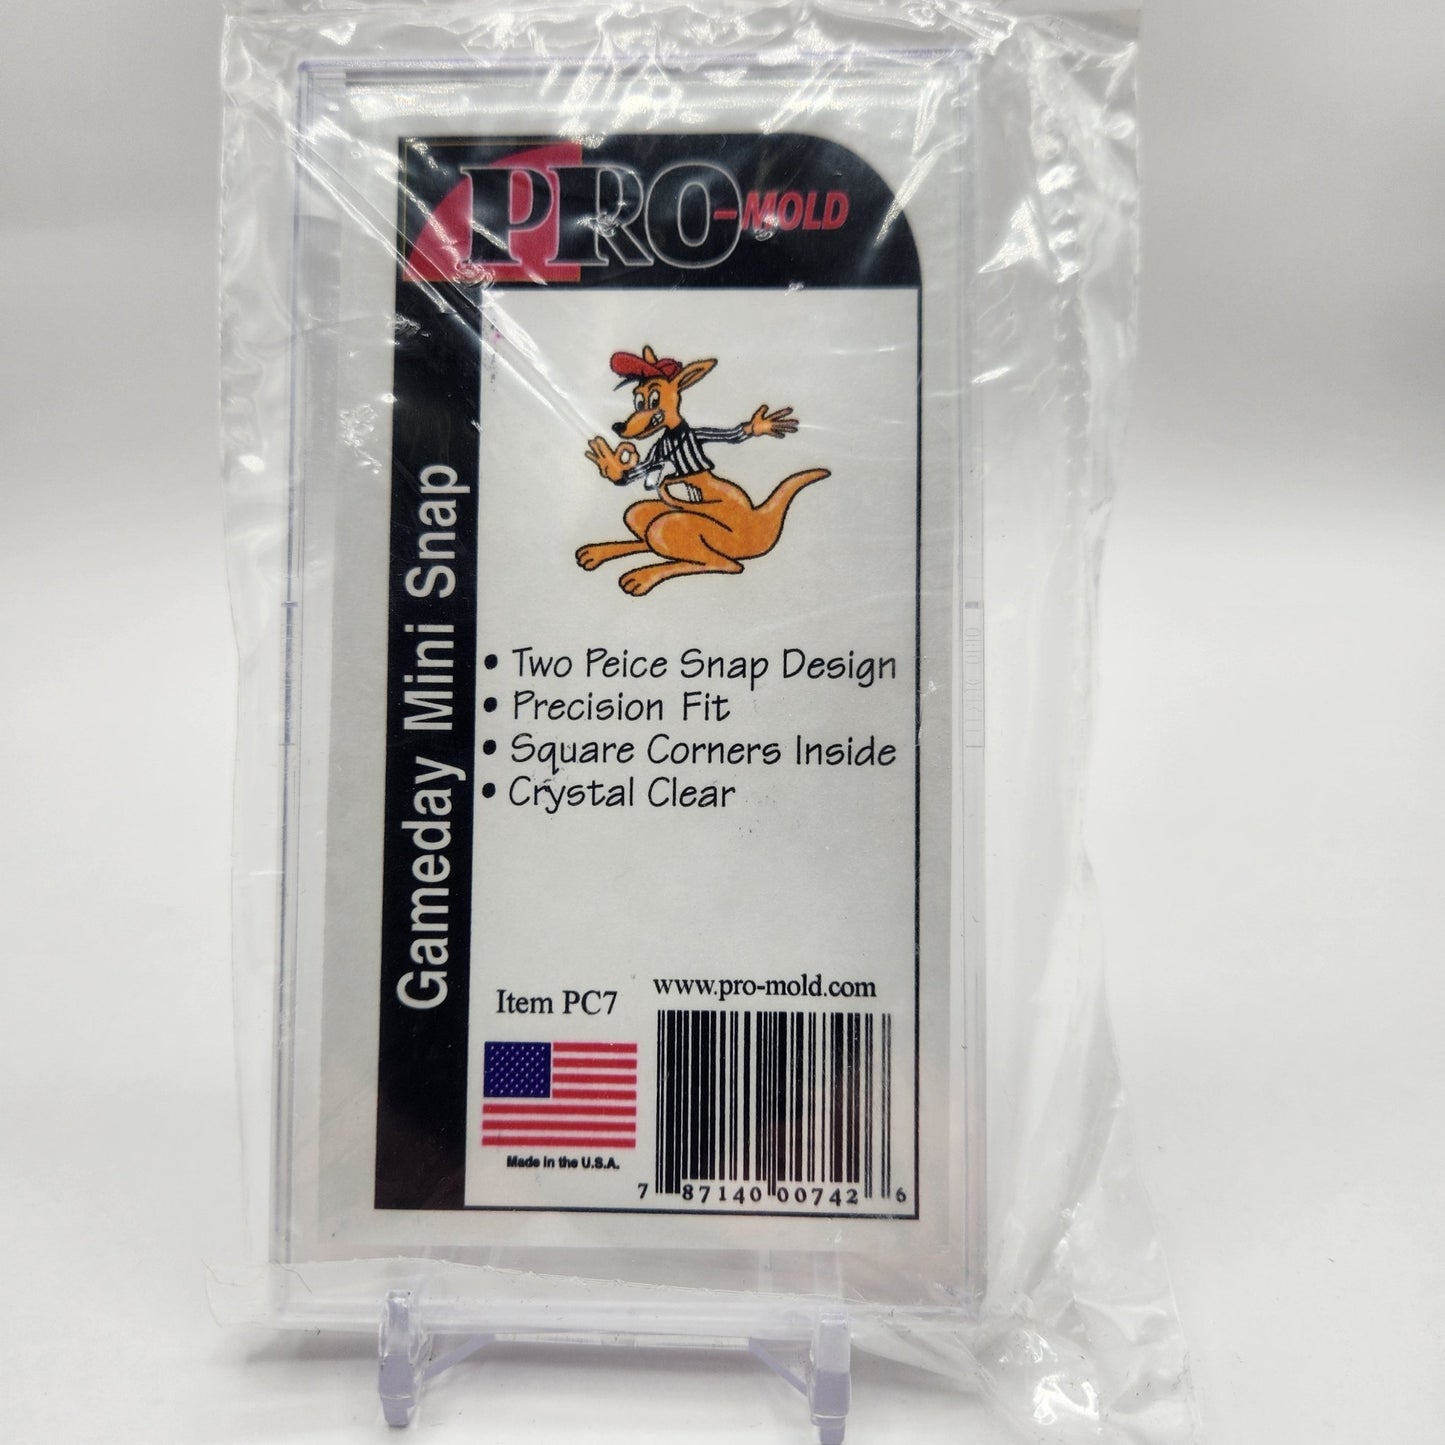 PRO-MOLD
Gameday Mini Snap
• Two Peice Snap Design
• Precision Fit
• Square Corners Inside
• Crystal Clear
Item PC7
www.pro-mold.com
Made in the U.S.A.
7 87140 00742 6